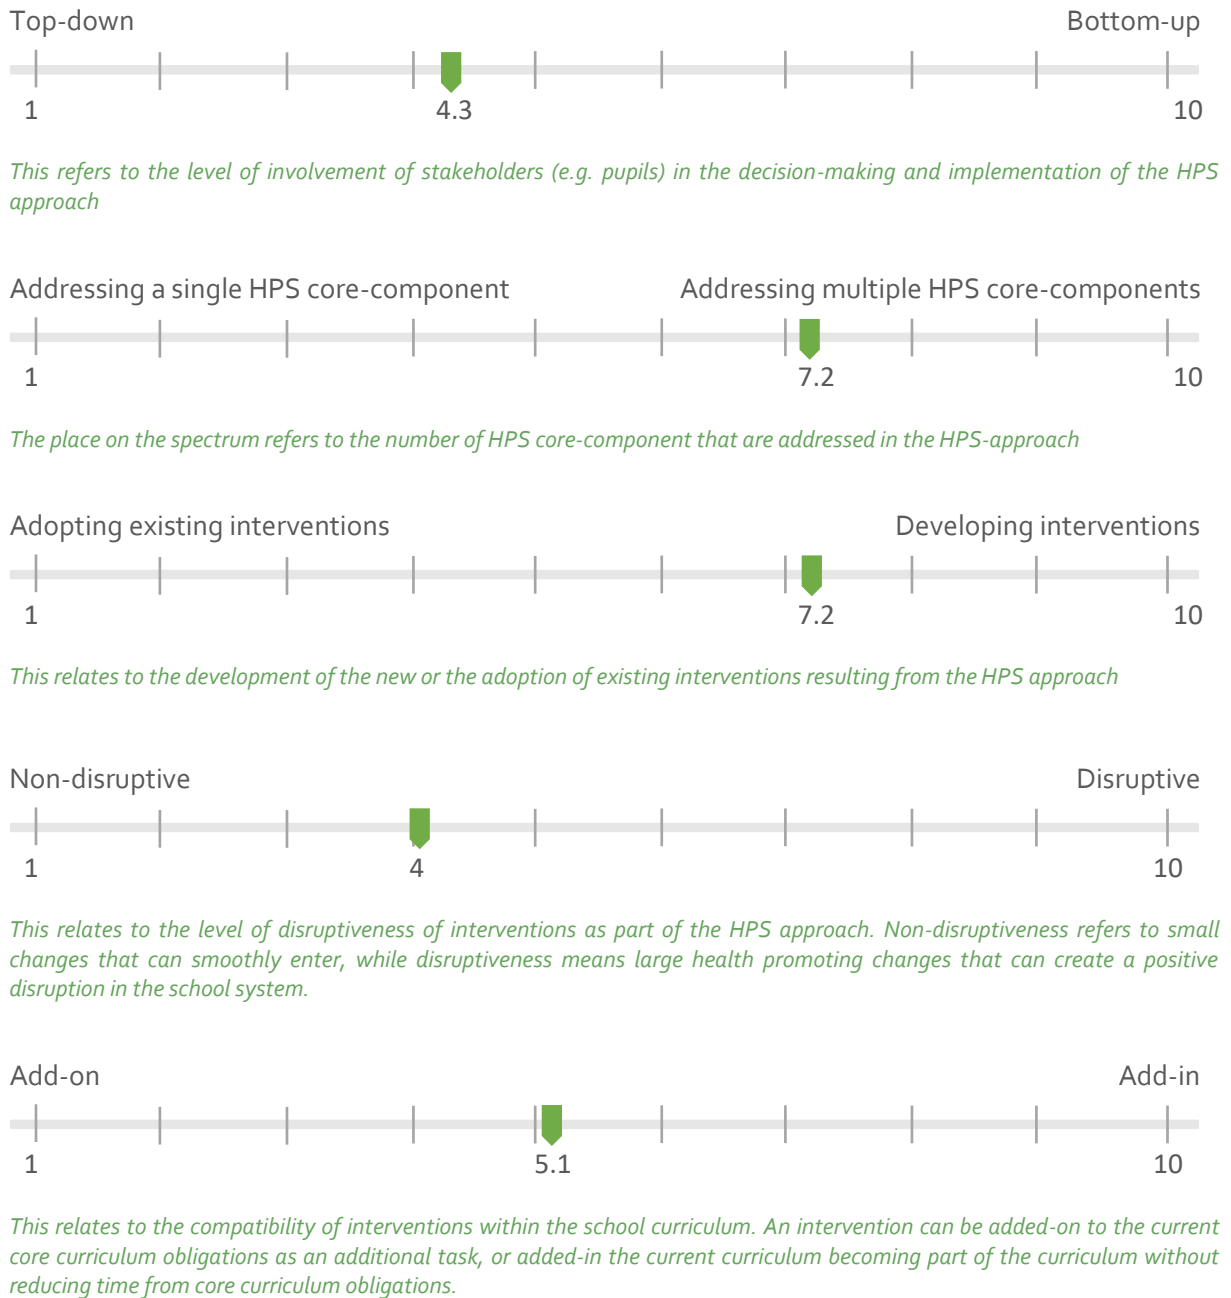 Top-down Bottom-up
1 4.3 10
This refers to the level of involvement of stakeholders (e.g. pupils) in the decision-making and implementation of the HPS
approach
Addressing a single HPS core-component Addressing multiple HPS core-components
1 7.2 10
The place on the spectrum refers to the number of HPS core-component that are addressed in the HPS-approach
Adopting existing interventions Developing interventions
1 7.2 10
This relates to the development of the new or the adoption of existing interventions resulting from the HPS approach
Non-disruptive Disruptive
1 4 10
This relates to the level of disruptiveness of interventions as part of the HPS approach. Non-disruptiveness refers to small
changes that can smoothly enter, while disruptiveness means large health promoting changes that can create a positive
disruption in the school system.
Add-on Add-in
1 5.1 10
This relates to the compatibility of interventions within the school curriculum. An intervention can be added-on to the current
core curriculum obligations as an additional task, or added-in the current curriculum becoming part of the curriculum without
reducing time from core curriculum obligations.